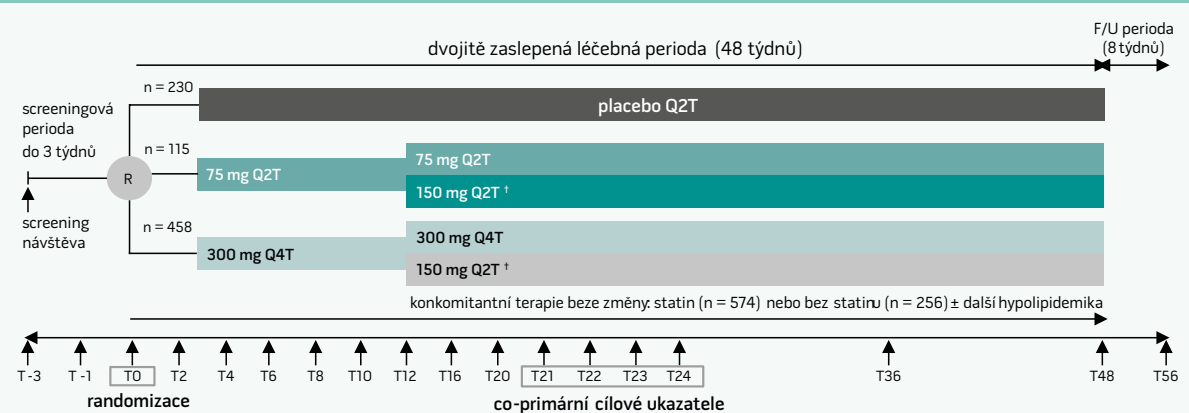 F/U perioda
(8 týdnů)
dvojitě zaslepená léčebná perioda (48 týdnů)
n = 230
placebo Q2T
screeningová
perioda
do 3 týdnů
n = 115
75 mg Q2T
75 mg Q2T
150 mg Q2T †
R
screening
návštěva
n = 458
300 mg Q4T
300 mg Q4T
150 mg Q2T †
konkomitantní terapie beze změny: statin (n = 574) nebo bez statinu (n = 256) ± další hypolipidemika
T -3 T -1 T0 T2 T4 T6 T8 T10 T12 T16 T20 T21 T22 T23 T24 T36 T48 T56
randomizace
co-primární cílové ukazatele